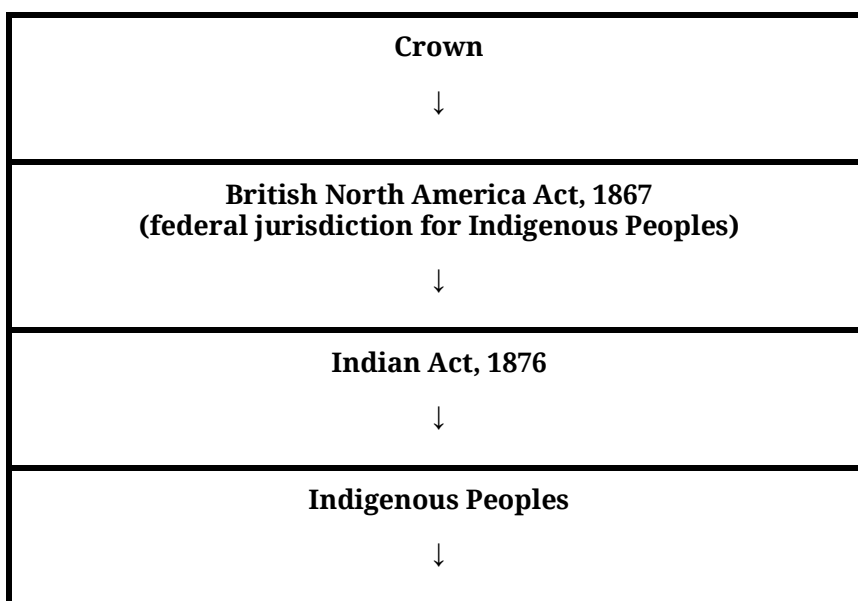 Crown
↓
British North America Act, 1867
(federal jurisdiction for Indigenous Peoples)
↓
Indian Act, 1876
↓
Indigenous Peoples
↓